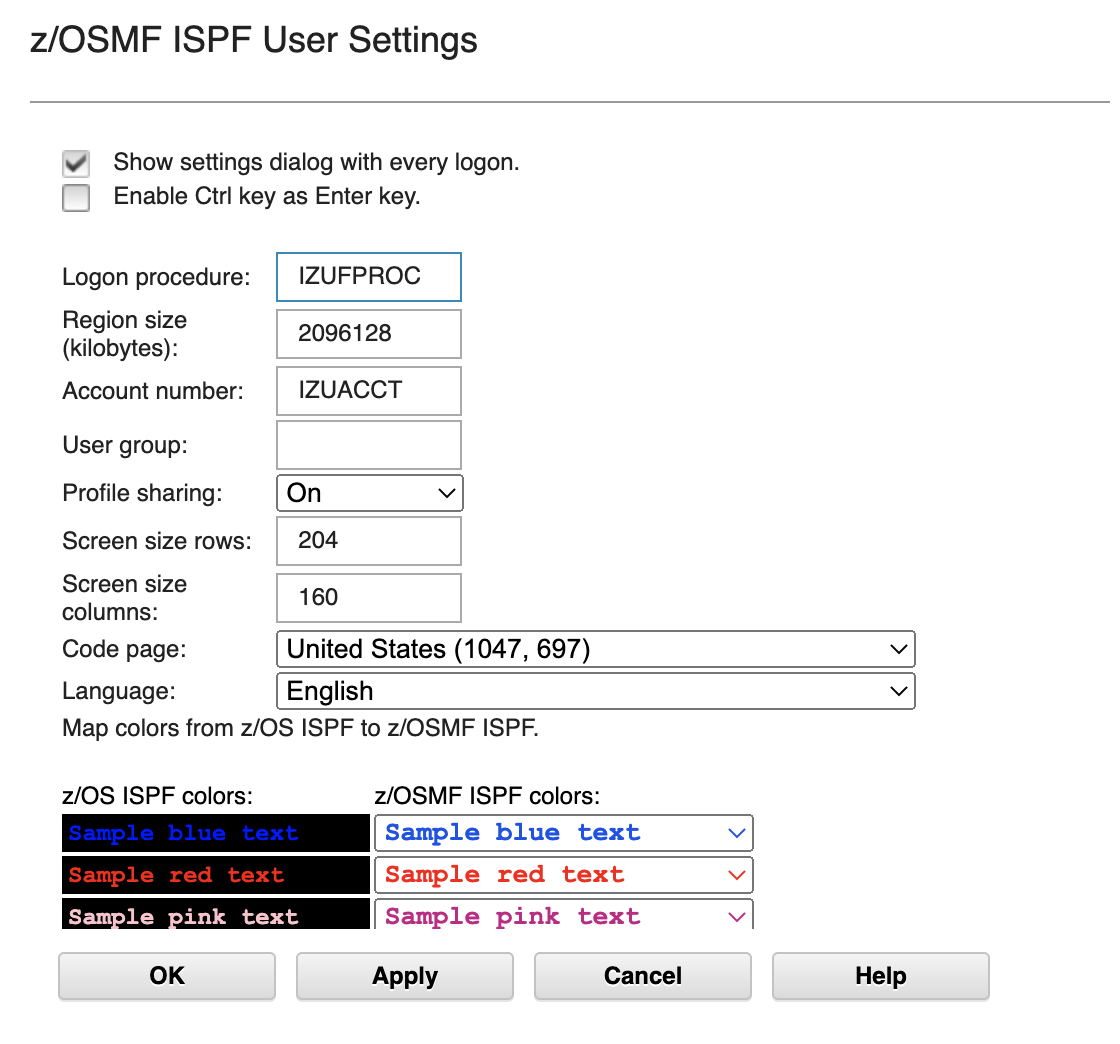 z/OSMF ISPF User Settings
Show settings dialog with every logon.
Enable Ctrl key as Enter key.
Logon procedure: IZUFPROC
Region size
(kilobytes): 2096128
Account number: IZUACCT
User group:
Profile sharing: On
Screen size rows: 204
Screen size
columns: 160
Code page: United States (1047, 697)
Language: English
Map colors from z/OS ISPF to z/OSMF ISPF.
z/OS ISPF colors: z/OSMF ISPF colors:
Sample blue text Sample blue text
Sample red text Sample red text
Sample pink text Sample pink text
OK Apply Cancel Help